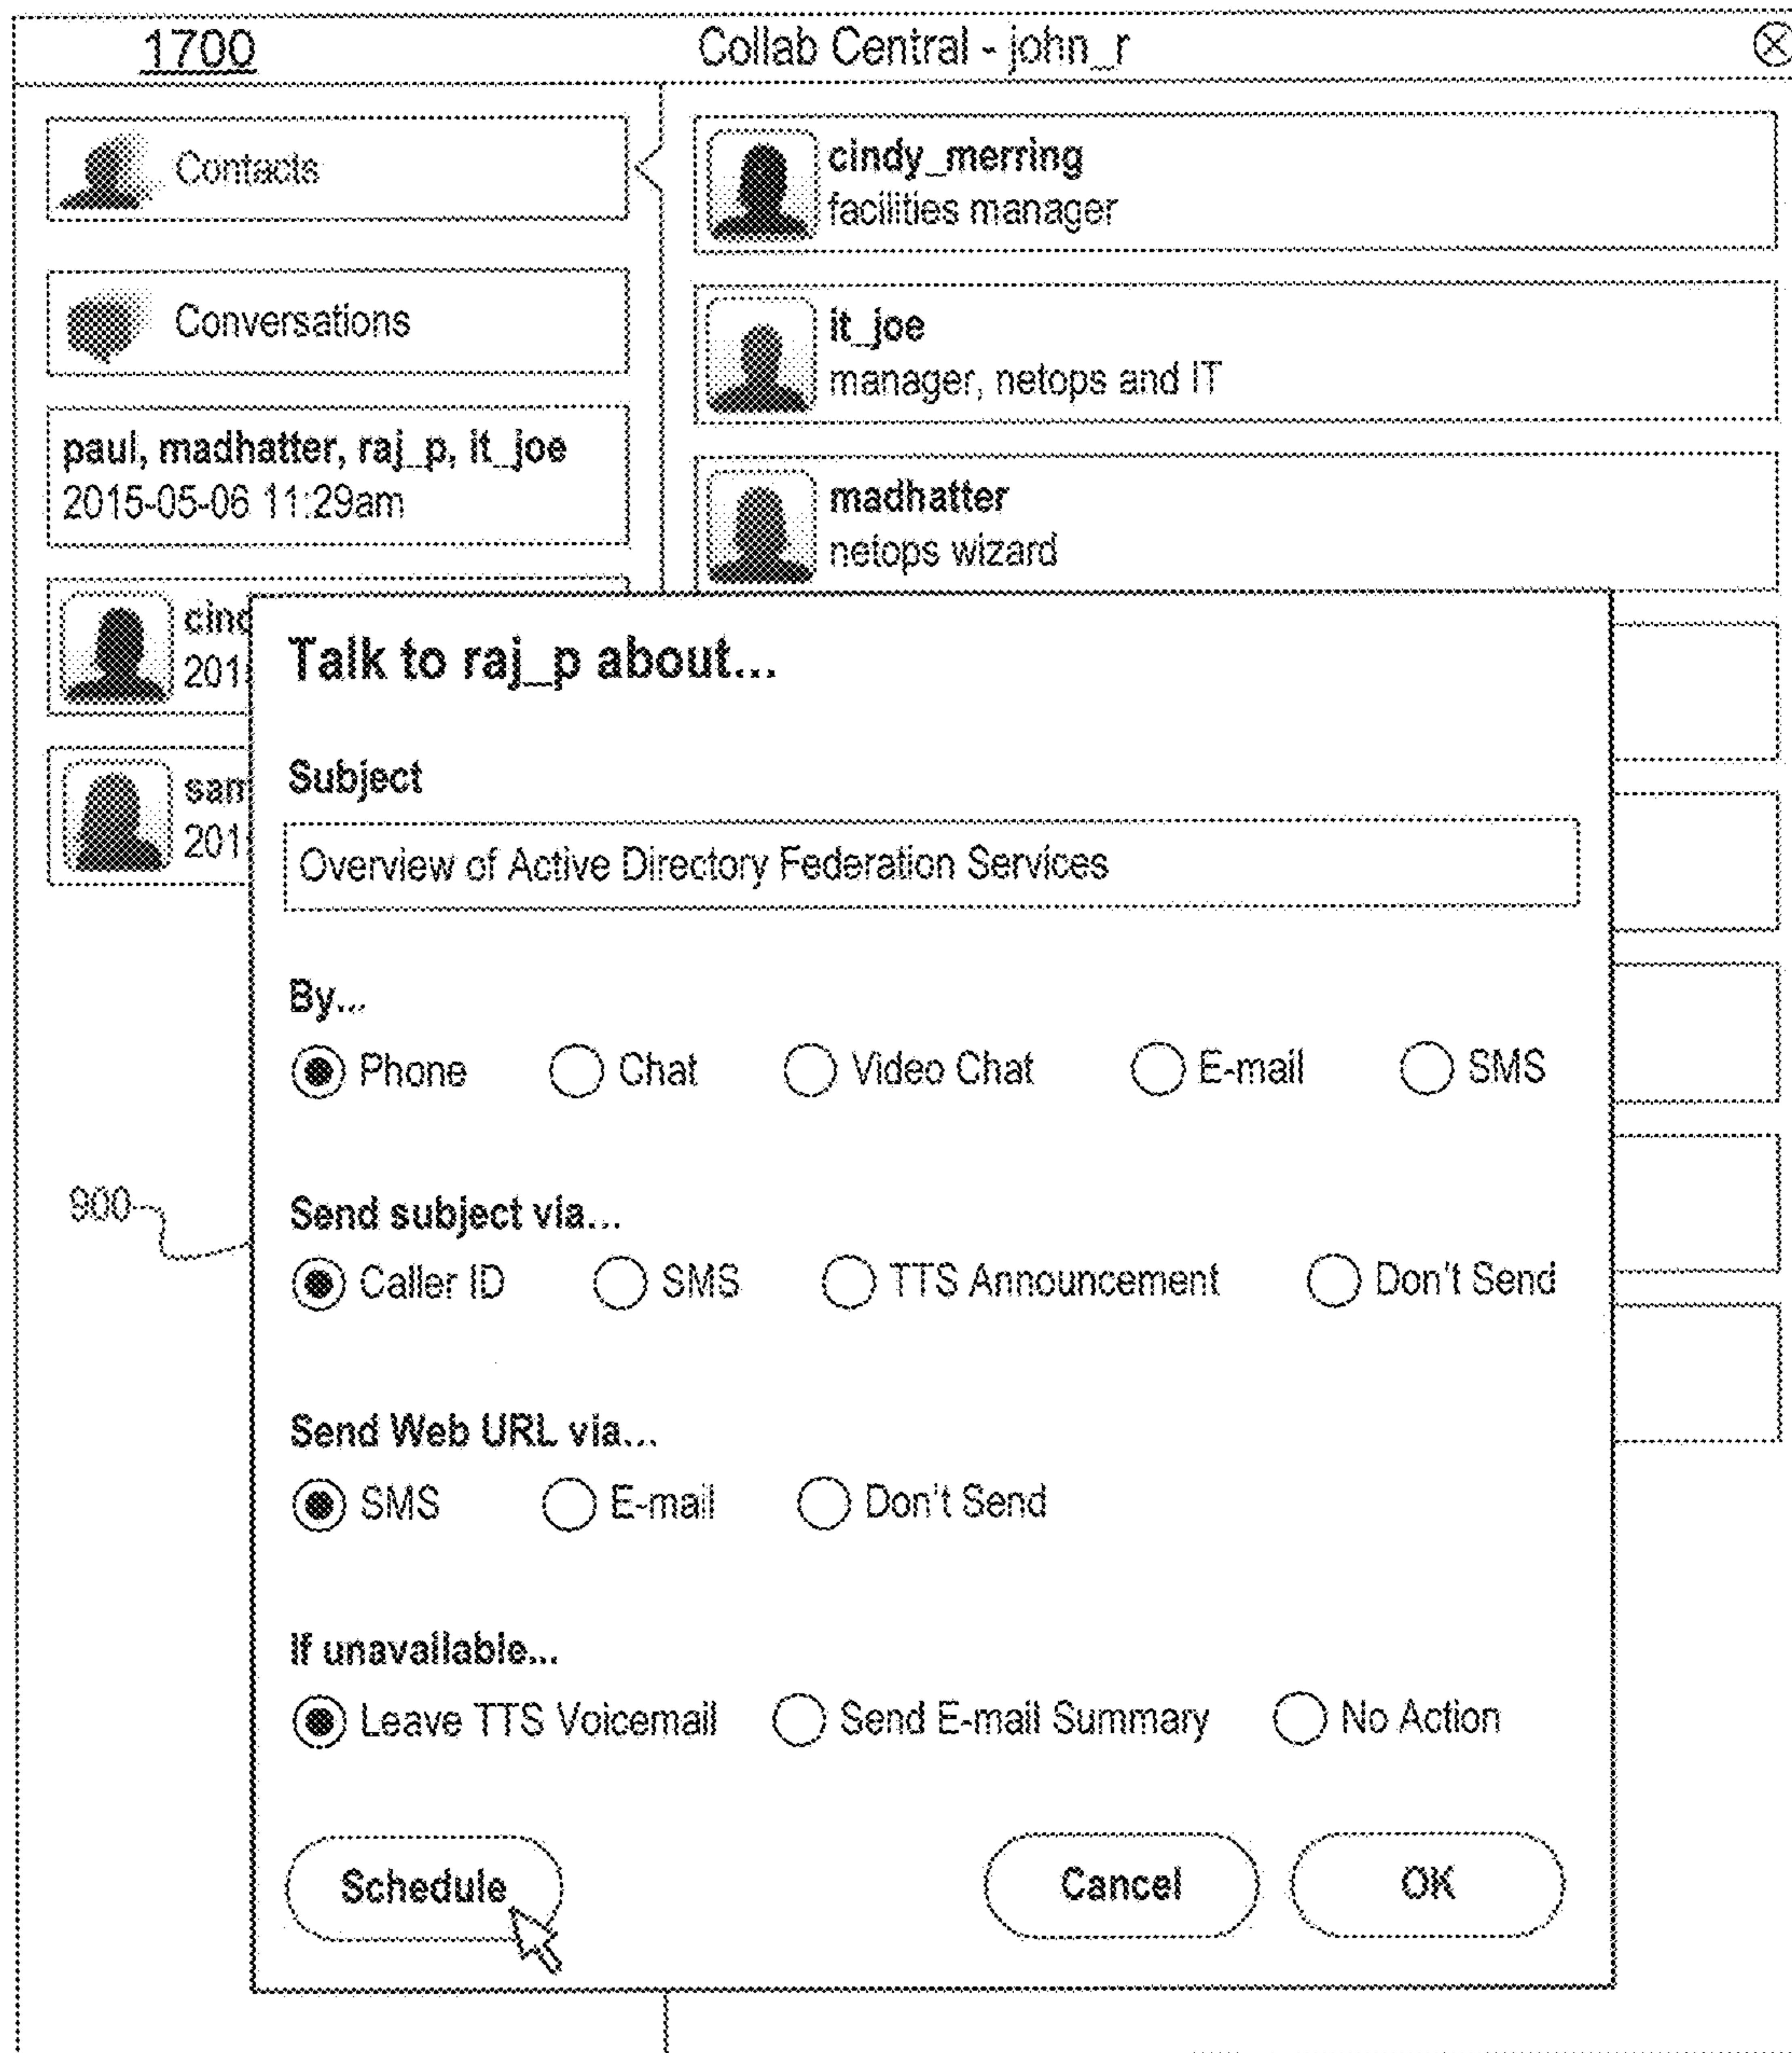 1700
Collab Central - john_r
Contacts
Conversations
paul, madhatter, raj_p, it_joe
2015-05-06 11:29am
cindy_merring
facilities manager
it_joe
manager, netops and IT
madhatter
netops wizard
Talk to raj_p about...
Subject
Overview of Active Directory Federation Services
By...
Phone Chat Video Chat E-mail SMS
900
Send subject via...
Caller ID SMS TTS Announcement Don't Send
Send Web URL via...
SMS E-mail Don't Send
If unavailable...
Leave TTS Voicemail Send E-mail Summary No Action
Schedule Cancel OK